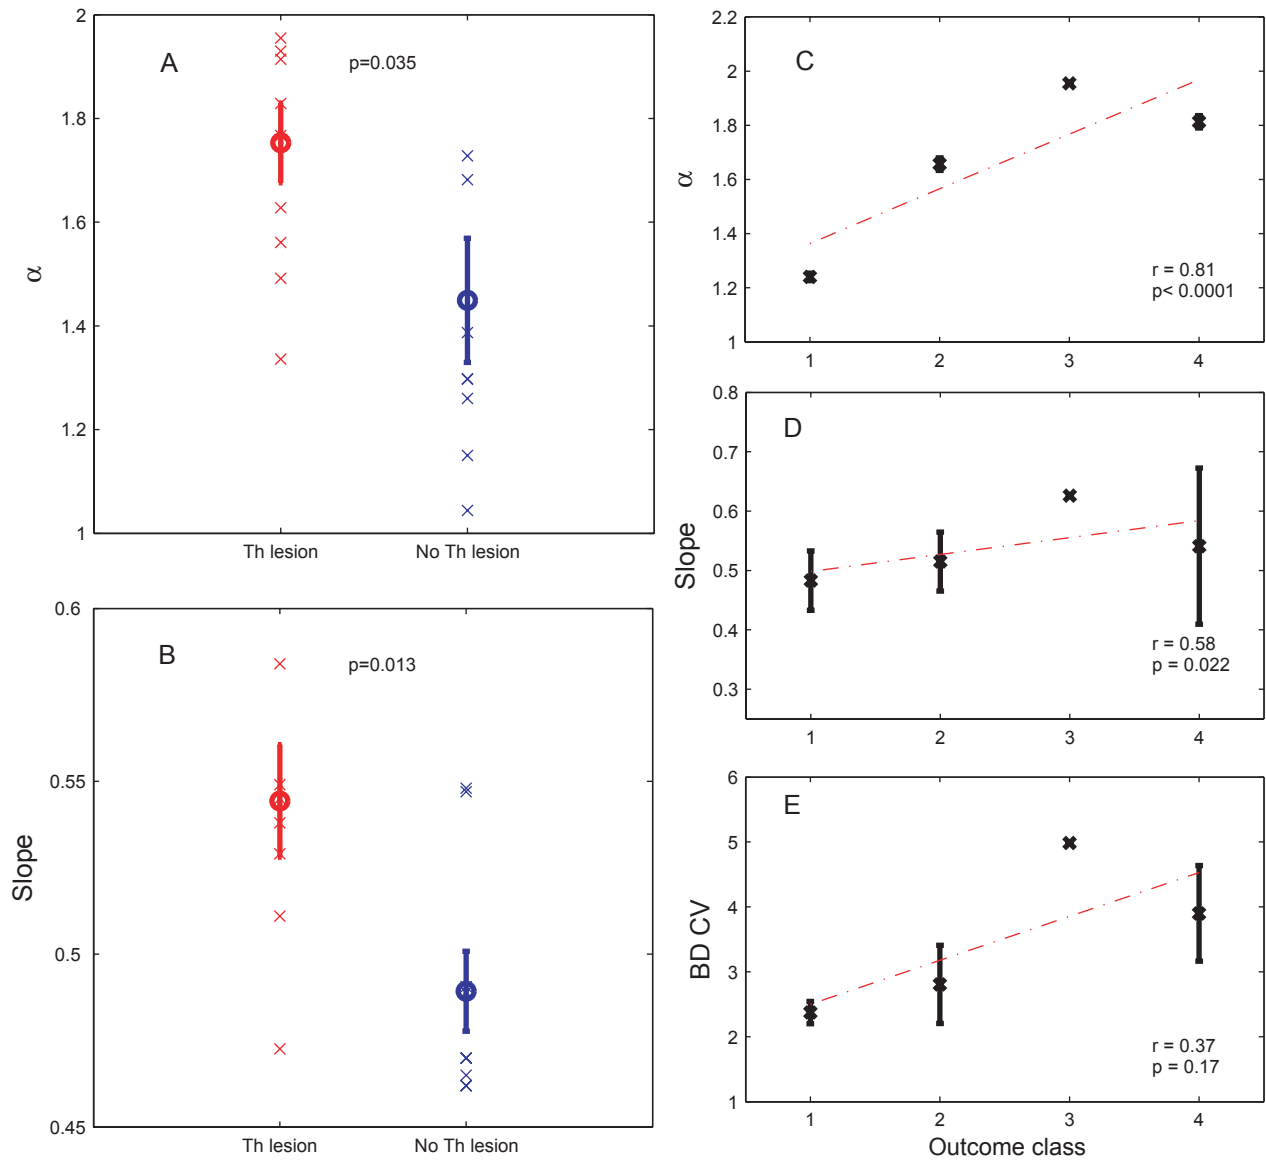 A
p=0.035
2
1.8
1.6
1.4
1.2
1
α
Th lesion
No Th lesion
B
p=0.013
0.6
0.55
0.5
0.45
Slope
Th lesion
No Th lesion
C
2.2
2
1.8
1.6
1.4
1.2
1
α
r = 0.81
p< 0.0001
1 2 3 4
D
0.8
0.7
0.6
0.5
0.4
0.3
Slope
r = 0.58
p = 0.022
1 2 3 4
E
6
5
4
3
2
1
BD CV
r = 0.37
p = 0.17
1 2 3 4
Outcome class